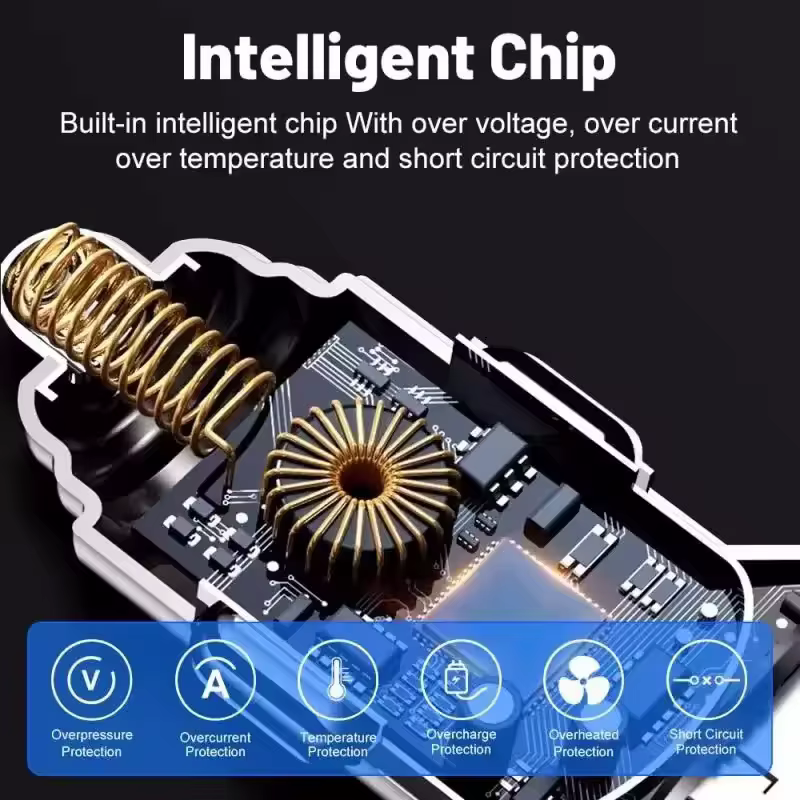 Intelligent Chip
Built-in intelligent chip With over voltage, over current
over temperature and short circuit protection
V
A
Overpressure
Protection
Overcurrent
Protection
Temperature
Protection
Overcharge
Protection
Overheated
Protection
Short Circuit
Protection